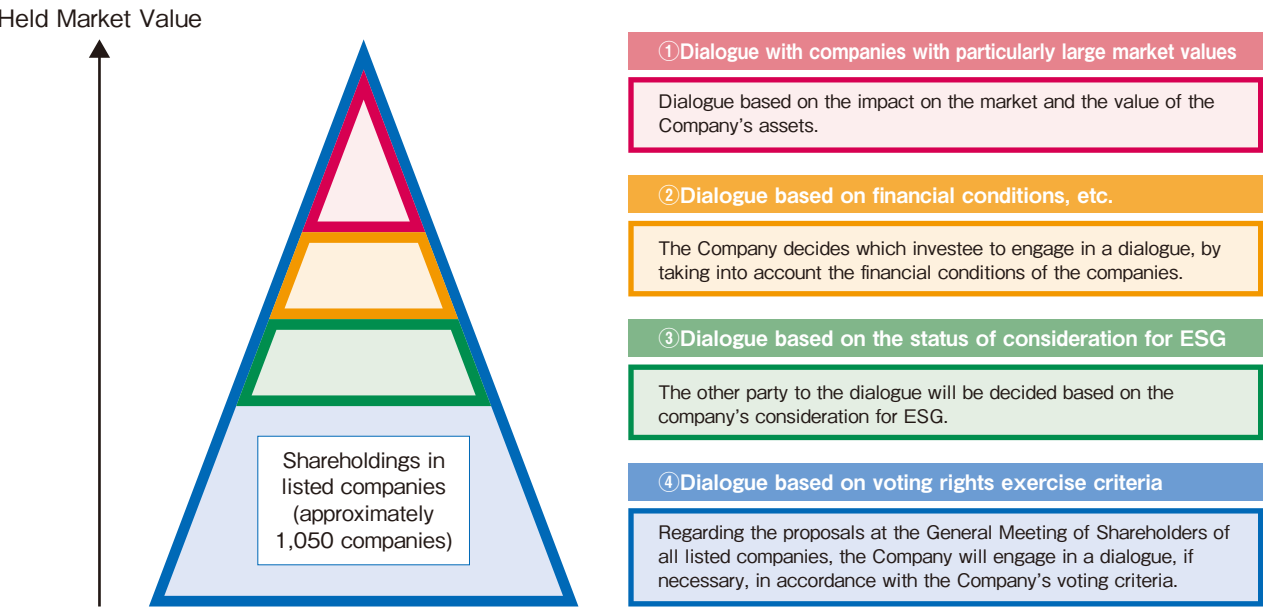 Held Market Value
Shareholdings in
listed companies
(approximately
1,050 companies)
①Dialogue with companies with particularly large market values
Dialogue based on the impact on the market and the value of the
Company's assets.
②Dialogue based on financial conditions, etc.
The Company decides which investee to engage in a dialogue, by
taking into account the financial conditions of the companies.
③Dialogue based on the status of consideration for ESG
The other party to the dialogue will be decided based on the
company's consideration for ESG.
④Dialogue based on voting rights exercise criteria
Regarding the proposals at the General Meeting of Shareholders of
all listed companies, the Company will engage in a dialogue, if
necessary, in accordance with the Company's voting criteria.